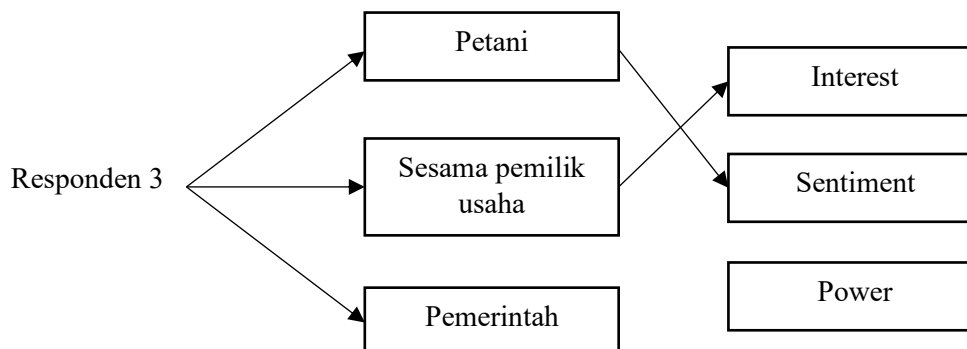 Petani
Interest
Responden 3
Sesama pemilik
usaha
Sentiment
Pemerintah
Power